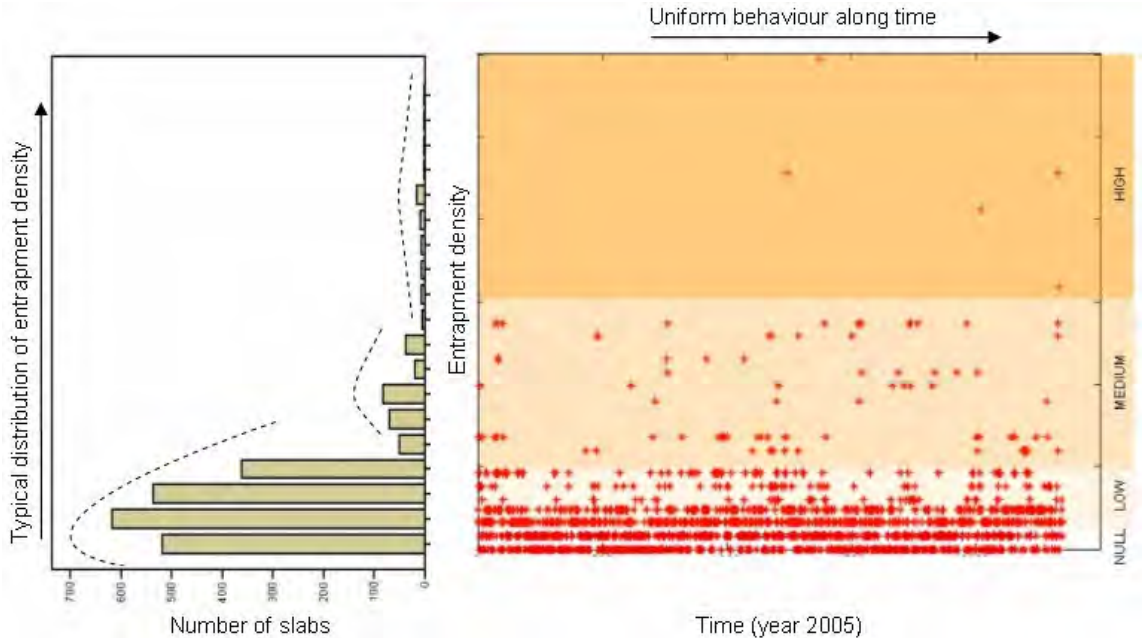 Uniform behaviour along time
Typical distribution of entrapment density
700
600
500
400
300
200
100
0
Number of slabs
Entrapment density
HIGH
MEDIUM
LOW
NULL
Time (year 2005)